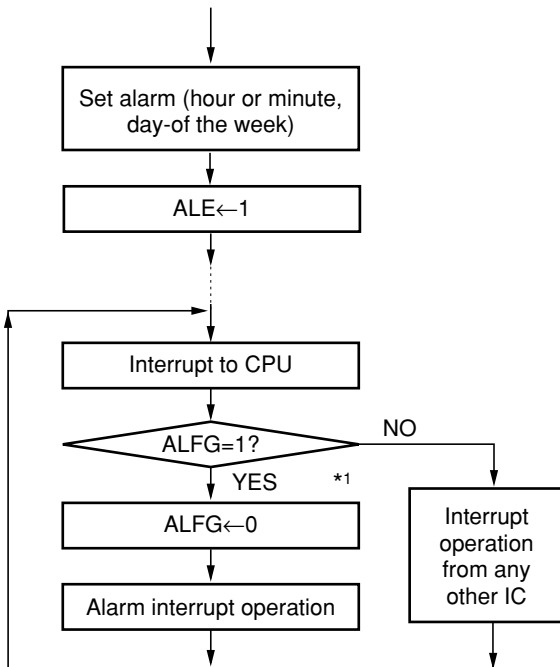 Set alarm (hour or minute,
day-of the week)
ALE←1
Interrupt to CPU
ALFG=1?
NO
YES
*1
ALFG←0
Interrupt
operation
from any
other IC
Alarm interrupt operation